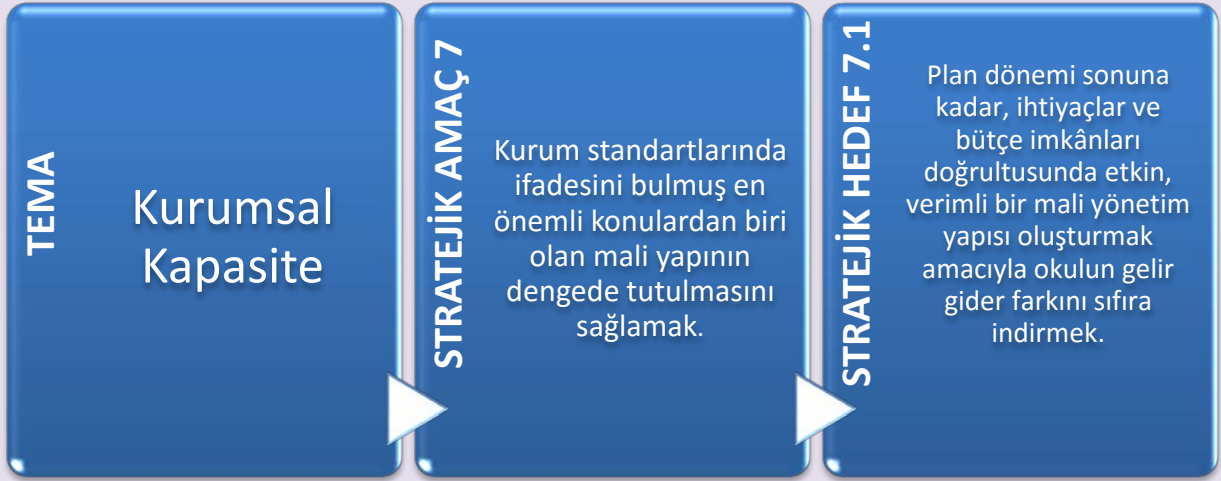 TEMA
Kurumsal
Kapasite
STRATEJİK AMAÇ 7
Kurum standartlarında
ifadesini bulmuş en
önemli konulardan biri
olan mali yapının
dengede tutulmasını
sağlamak.
STRATEJİK HEDEF 7.1
Plan dönemi sonuna
kadar, ihtiyaçlar ve
bütçe imkânları
doğrultusunda etkin,
verimli bir mali yönetim
yapısı oluşturmak
amacıyla okulun gelir
gider farkını sıfıra
indirmek.